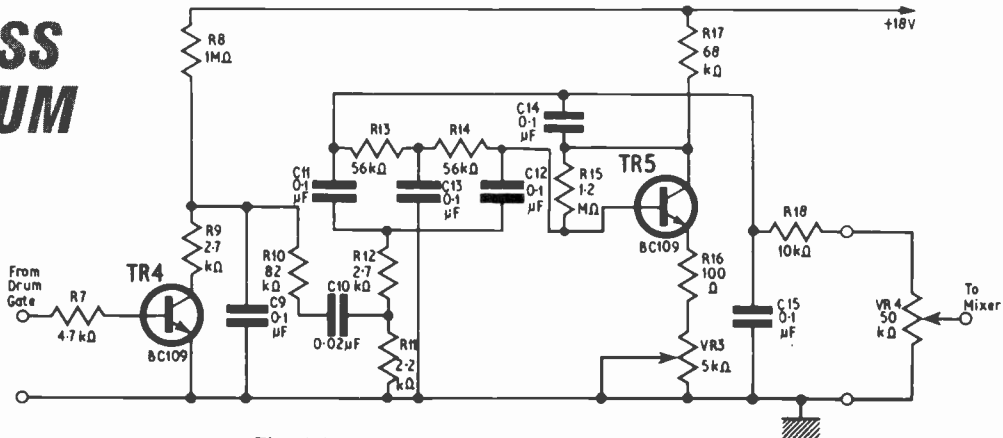 SS
UM
R8
1MΩ
+18V
R17
68
kΩ
C14
0·1
µF
R13
56kΩ
R14
56kΩ
C11
0·1
µF
C13
0·1
µF
C12
0·1
µF
R15
1·2
MΩ
TR5
BC109
R9
2·7
kΩ
R10
82
kΩ
R12
2·7
kΩ
R18
10kΩ
From
Drum
Gate
TR4
R7
4·7kΩ
BC109
C9
0·1
µF
C10
0·02µF
R11
2·2
kΩ
R16
100
Ω
VR3
5kΩ
C15
0·1
µF
VR4
50
kΩ
To
Mixer